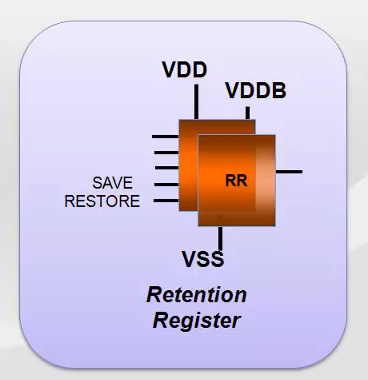 VDD
VDDB
RR
SAVE
RESTORE
VSS
Retention
Register